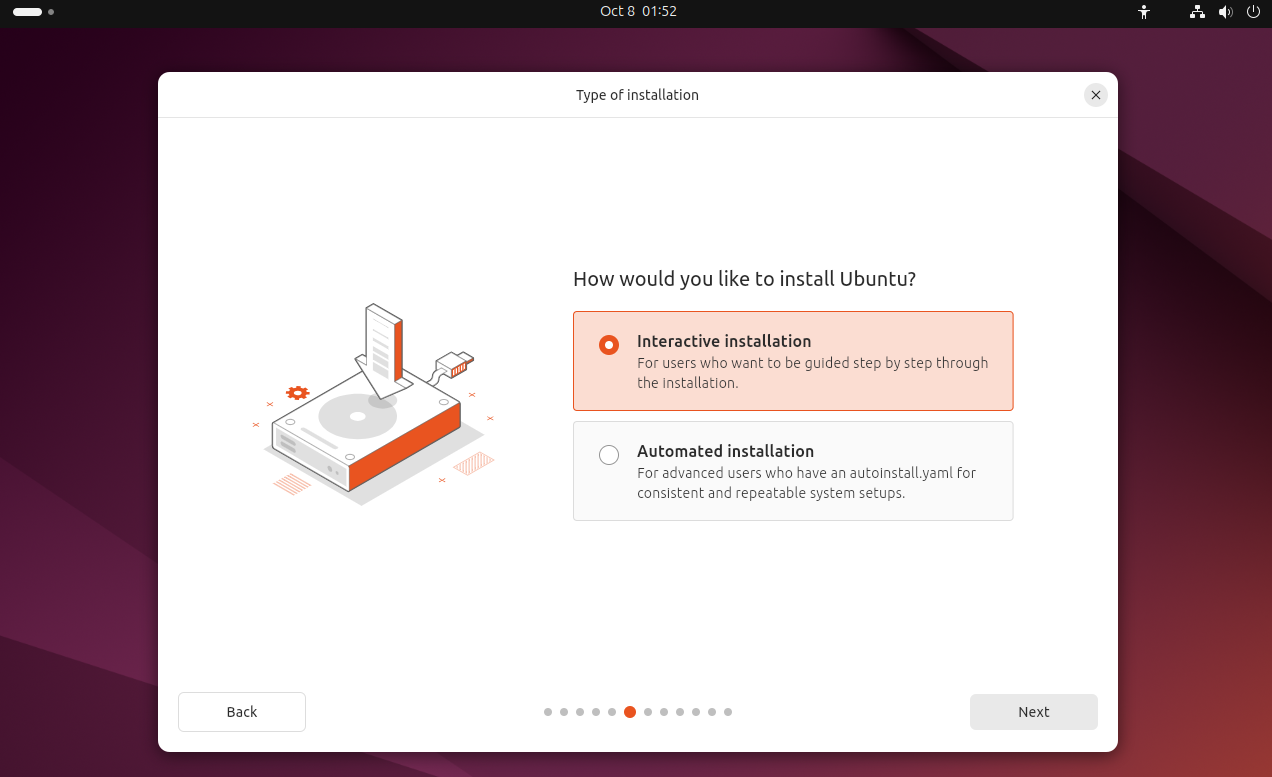 Oct 8 01:52
Type of installation
How would you like to install Ubuntu?
Interactive installation
For users who want to be guided step by step through
the installation.
Automated installation
For advanced users who have an autoinstall.yaml for
consistent and repeatable system setups.
Back
Next